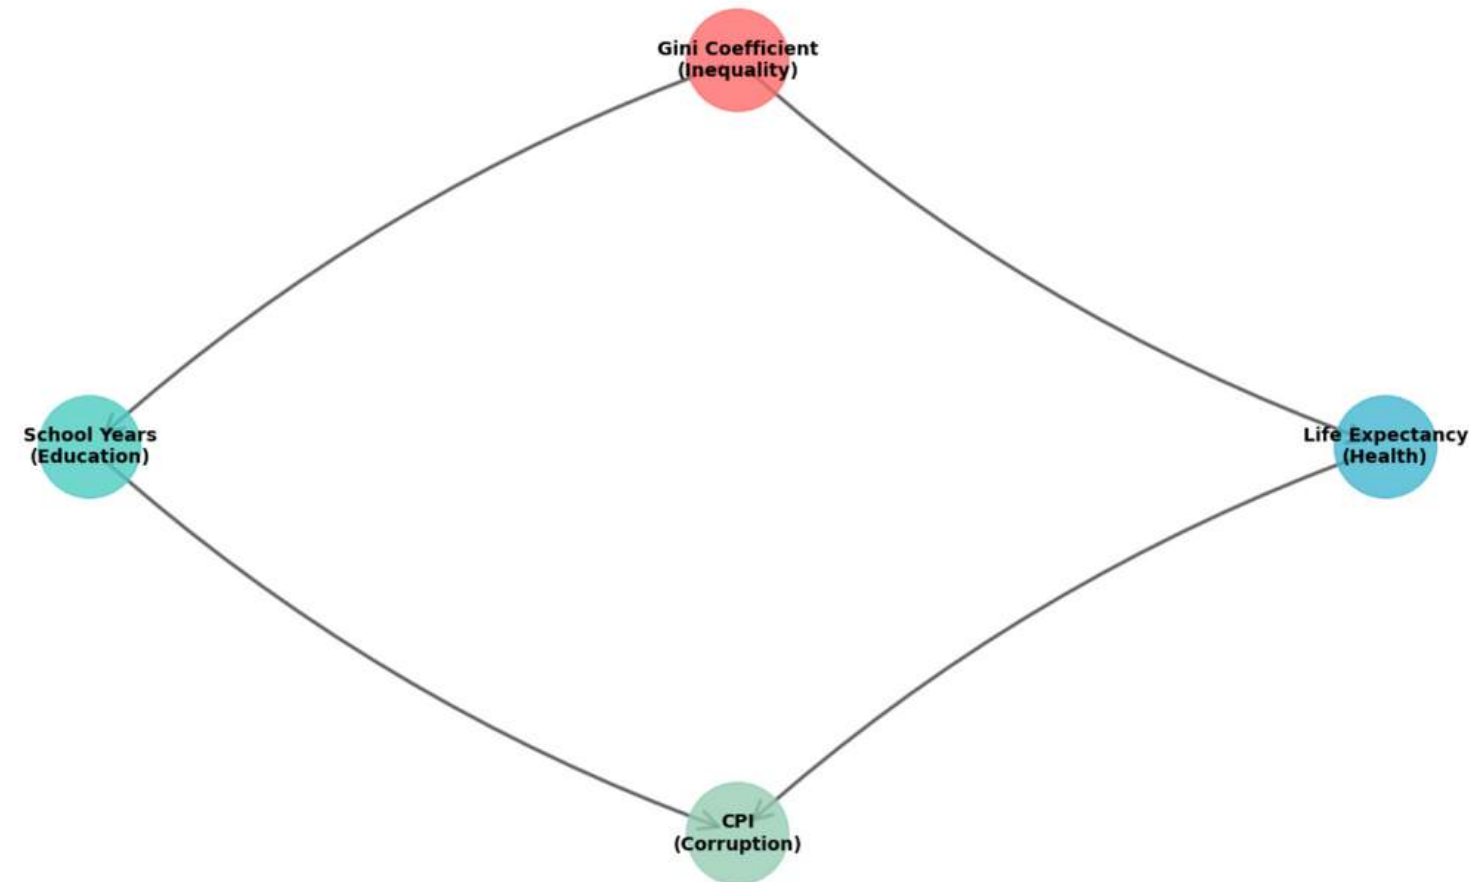 Gini Coefficient
(Inequality)
School Years
(Education)
Life Expectancy
(Health)
CPI
(Corruption)